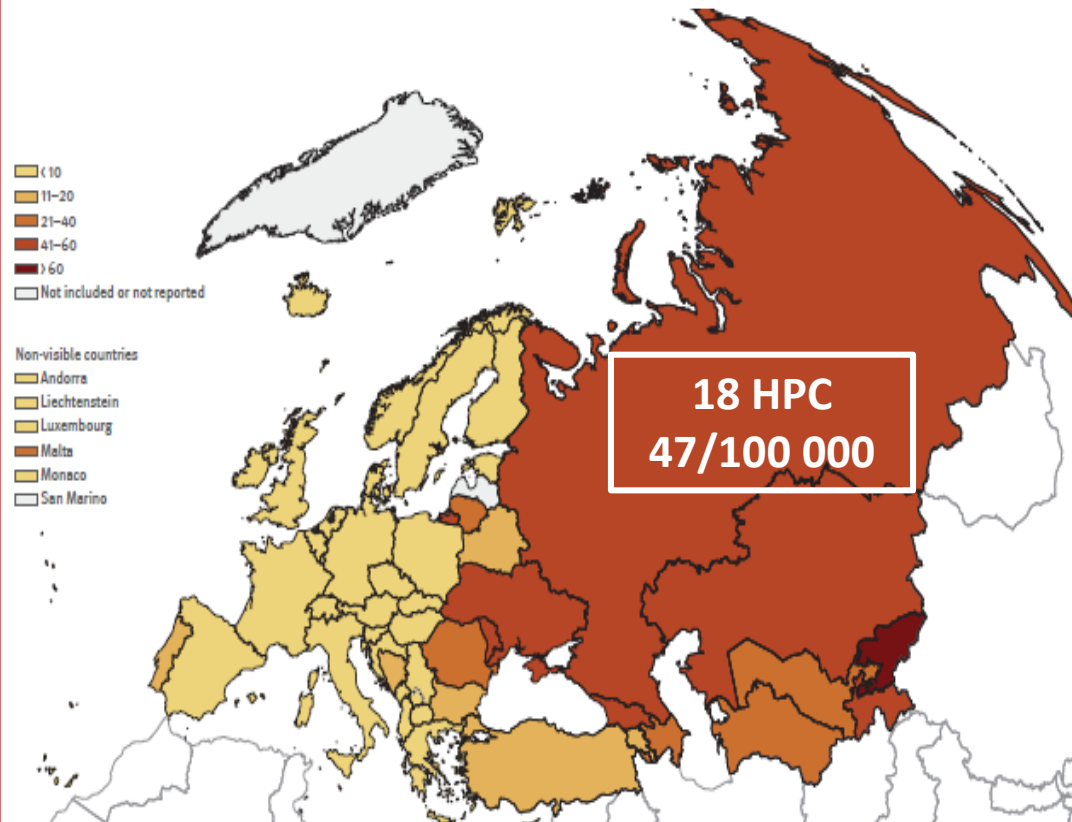 < 10
11–20
21–40
41–60
> 60
Not included or not reported
Non-visible countries
Andorra
Liechtenstein
Luxembourg
Malta
Monaco
San Marino
18 HPC
47/100 000